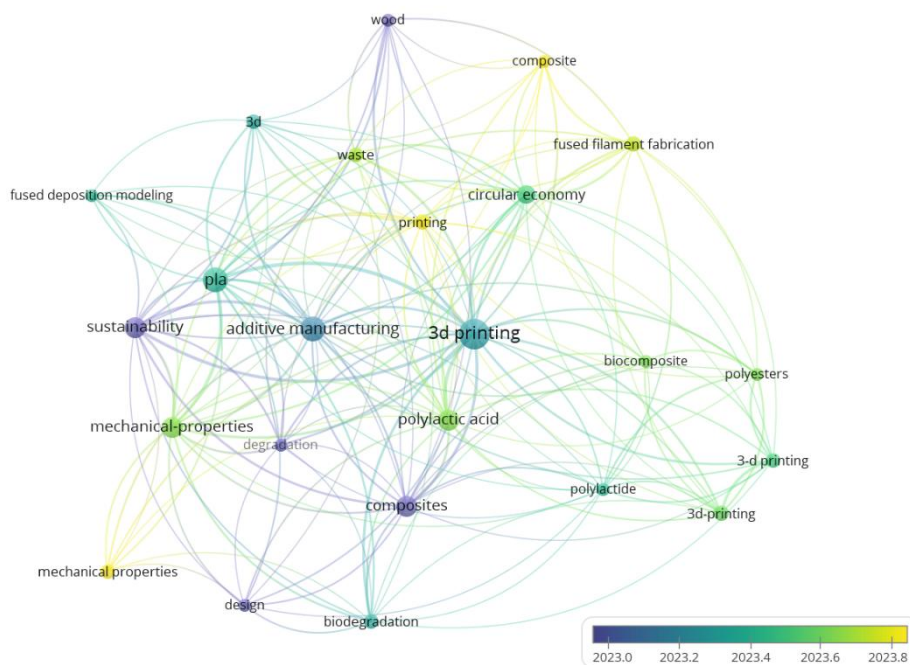 wood
composite
3d
fused filament fabrication
waste
fused deposition modeling
circular economy
printing
pla
sustainability
additive manufacturing
3d printing
biocomposite
polyesters
mechanical-properties
polylactic acid
degradation
3-d printing
polylactide
composites
3d-printing
mechanical properties
design
biodegradation
2023.0 2023.2 2023.4 2023.6 2023.8